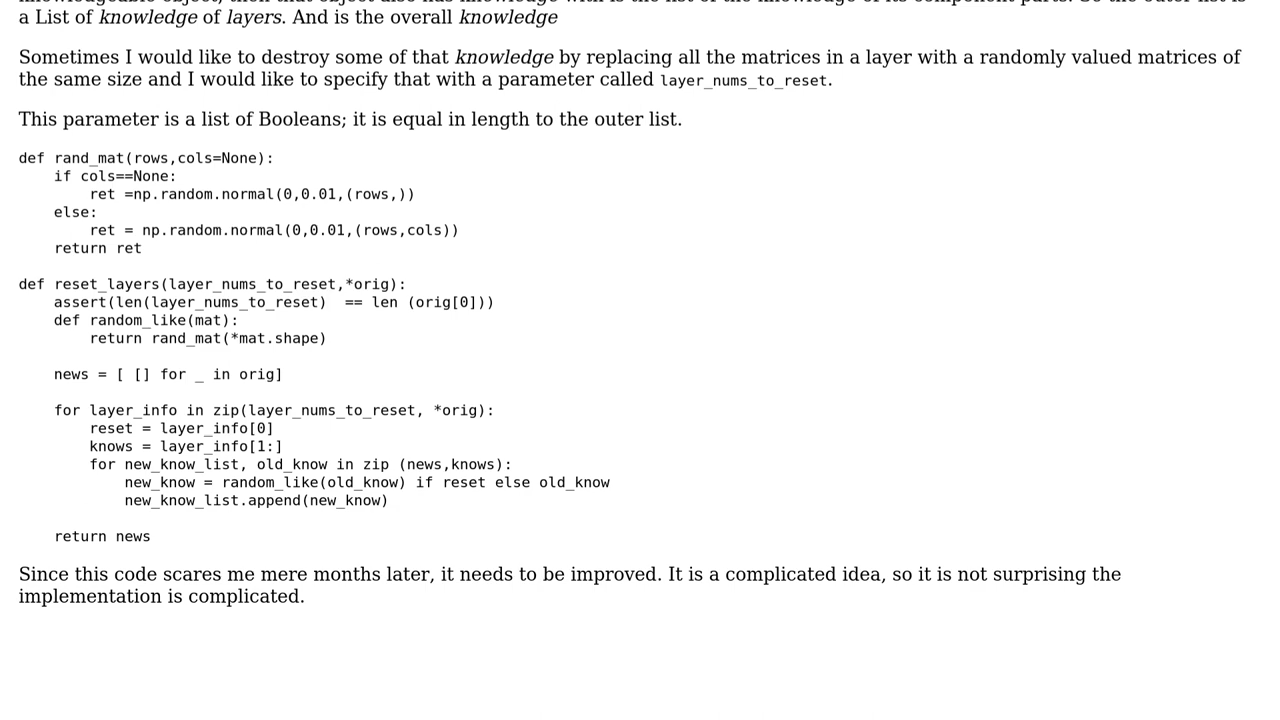 a List of knowledge of layers. And is the overall knowledge
Sometimes I would like to destroy some of that knowledge by replacing all the matrices in a layer with a randomly valued matrices of
the same size and I would like to specify that with a parameter called layer_nums_to_reset.
This parameter is a list of Booleans; it is equal in length to the outer list.
def rand_mat(rows,cols=None):
    if cols==None:
        ret =np.random.normal(0,0.01,(rows,))
    else:
        ret = np.random.normal(0,0.01,(rows,cols))
    return ret
def reset_layers(layer_nums_to_reset,*orig):
    assert(len(layer_nums_to_reset)  == len (orig[0]))
    def random_like(mat):
        return rand_mat(*mat.shape)
    news = [ [] for _ in orig]
    for layer_info in zip(layer_nums_to_reset, *orig):
        reset = layer_info[0]
        knows = layer_info[1:]
        for new_know_list, old_know in zip (news,knows):
            new_know = random_like(old_know) if reset else old_know
            new_know_list.append(new_know)
    return news
Since this code scares me mere months later, it needs to be improved. It is a complicated idea, so it is not surprising the
implementation is complicated.